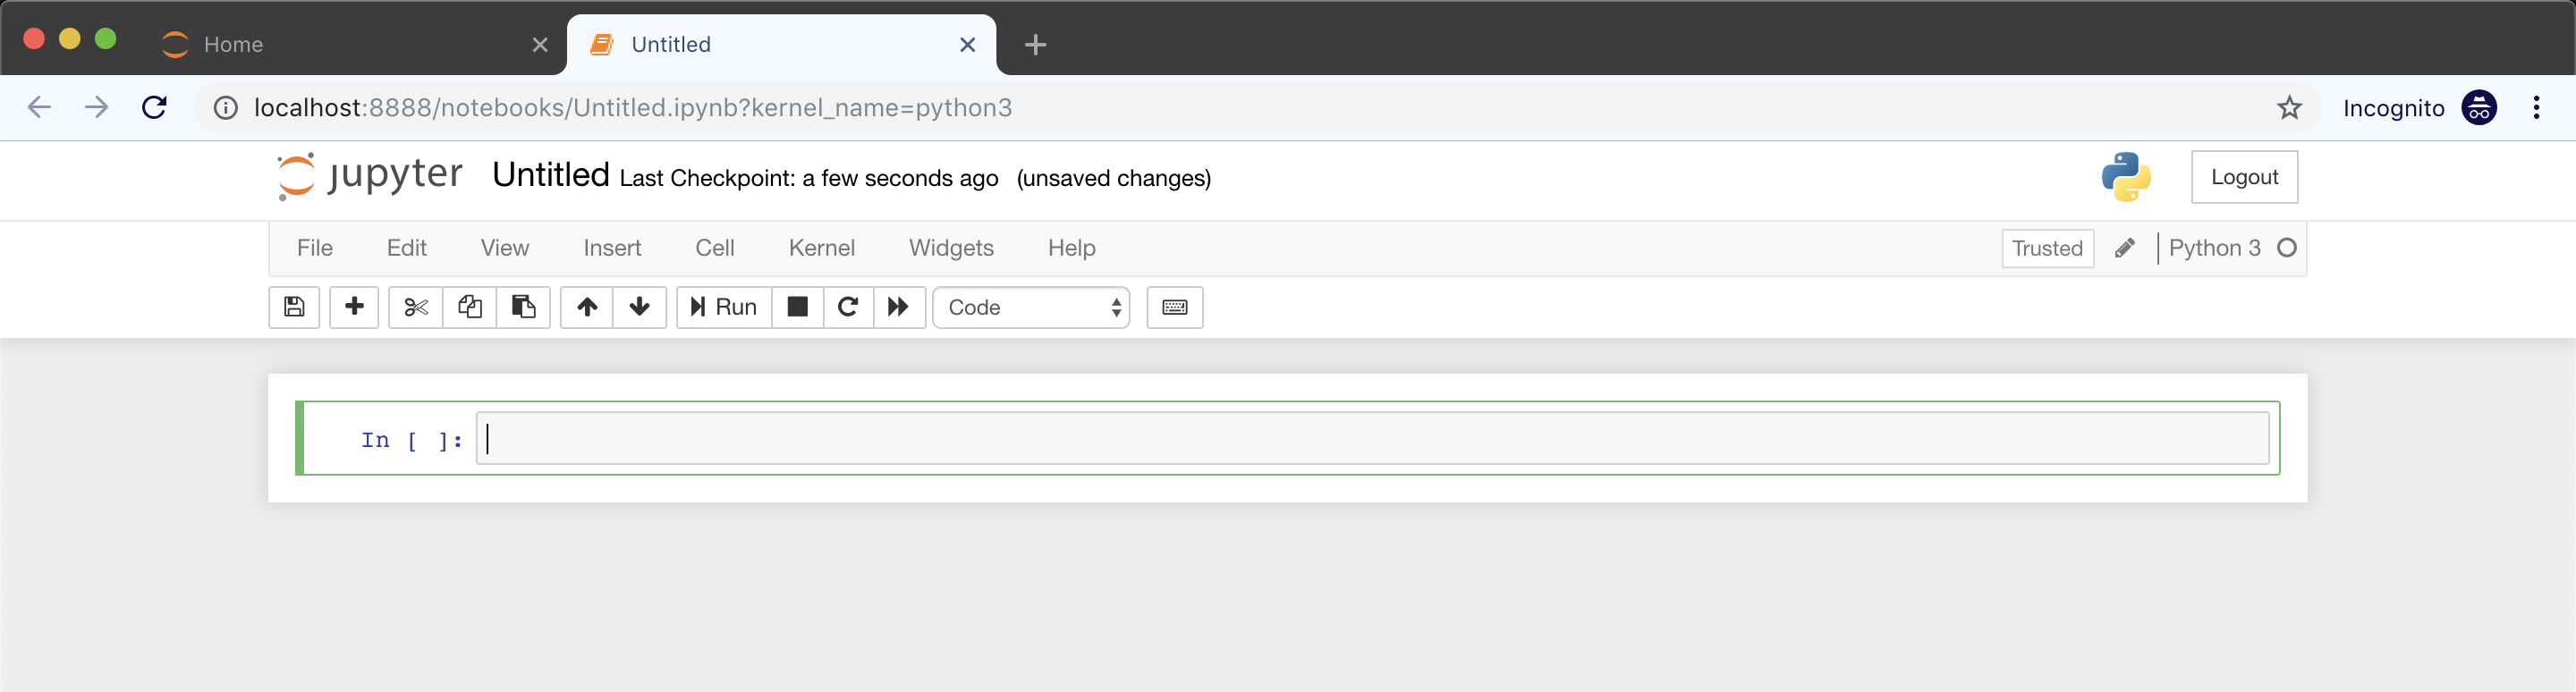 Home Untitled
localhost:8888/notebooks/Untitled.ipynb?kernel_name=python3 Incognito
jupyter Untitled Last Checkpoint: a few seconds ago (unsaved changes) Logout
File Edit View Insert Cell Kernel Widgets Help Trusted Python 3
Run Code
In [ ]: